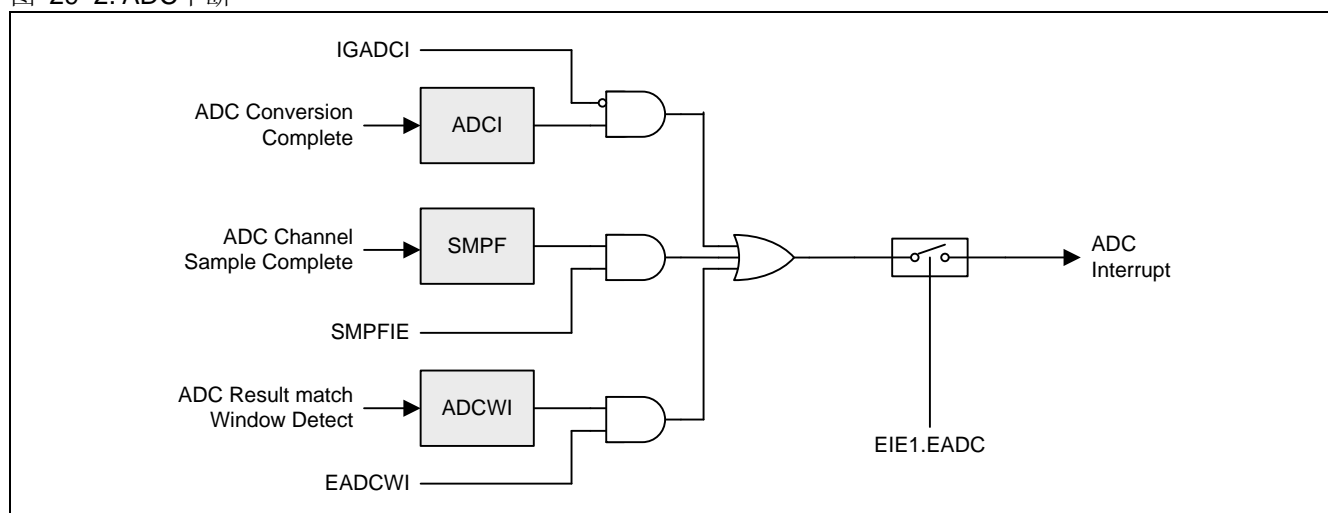 IGADCI
ADC Conversion
Complete
ADCI
ADC Channel
Sample Complete
SMPF
SMPFIE
ADC Result match
Window Detect
ADCWI
EADCWI
ADC
Interrupt
EIE1.EADC